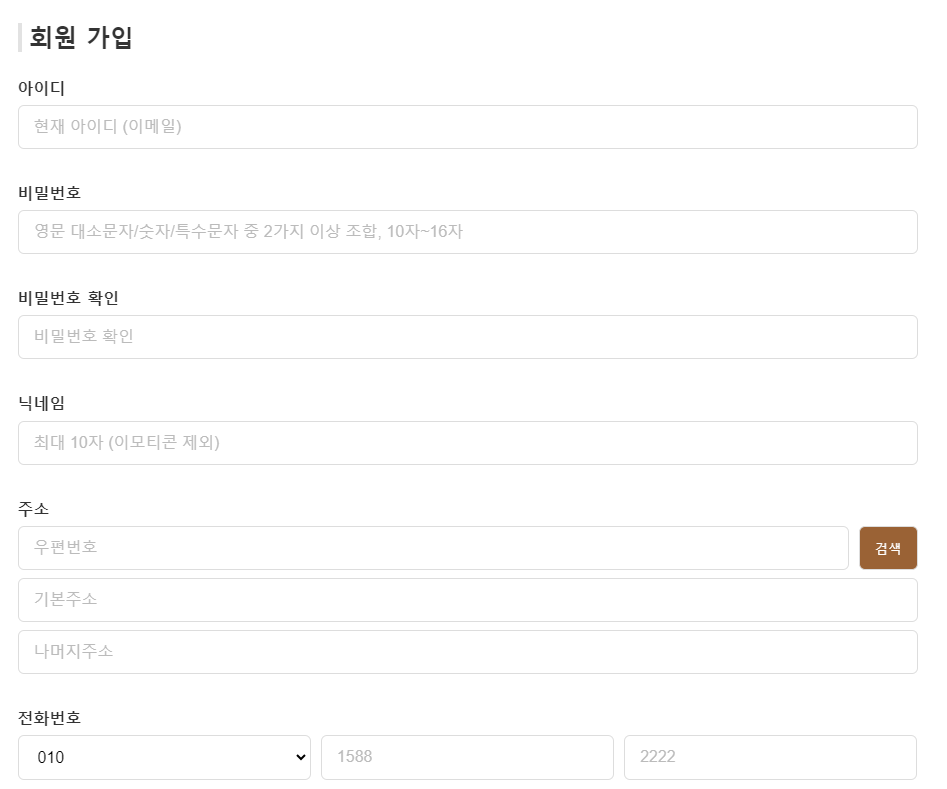 회원 가입
아이디
현재 아이디 (이메일)
비밀번호
영문 대소문자/숫자/특수문자 중 2가지 이상 조합, 10자~16자
비밀번호 확인
비밀번호 확인
닉네임
최대 10자 (이모티콘 제외)
주소
우편번호 검색
기본주소
나머지주소
전화번호
010 1588 2222